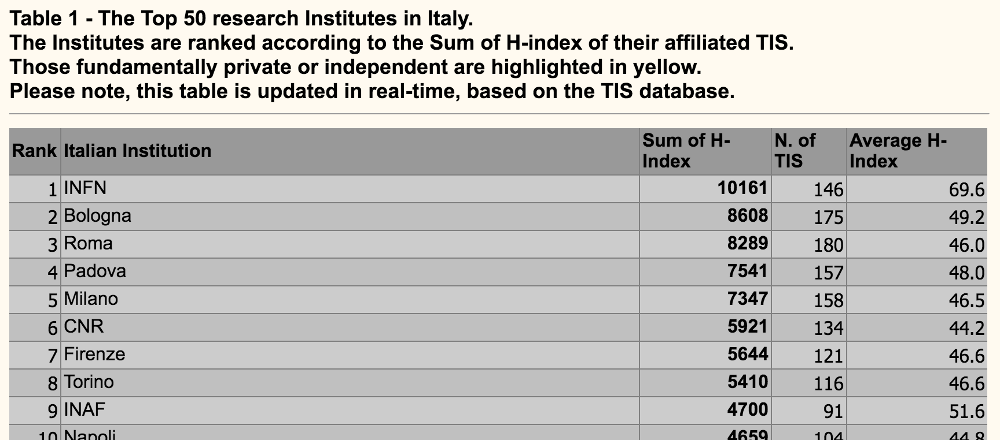 Table 1 - The Top 50 research Institutes in Italy.
The Institutes are ranked according to the Sum of H-index of their affiliated TIS.
Those fundamentally private or independent are highlighted in yellow.
Please note, this table is updated in real-time, based on the TIS database.
Rank Italian Institution Sum of H-Index N. of TIS Average H-Index
1 INFN 10161 146 69.6
2 Bologna 8608 175 49.2
3 Roma 8289 180 46.0
4 Padova 7541 157 48.0
5 Milano 7347 158 46.5
6 CNR 5921 134 44.2
7 Firenze 5644 121 46.6
8 Torino 5410 116 46.6
9 INAF 4700 91 51.6
10 Napoli 4659 104 44.8